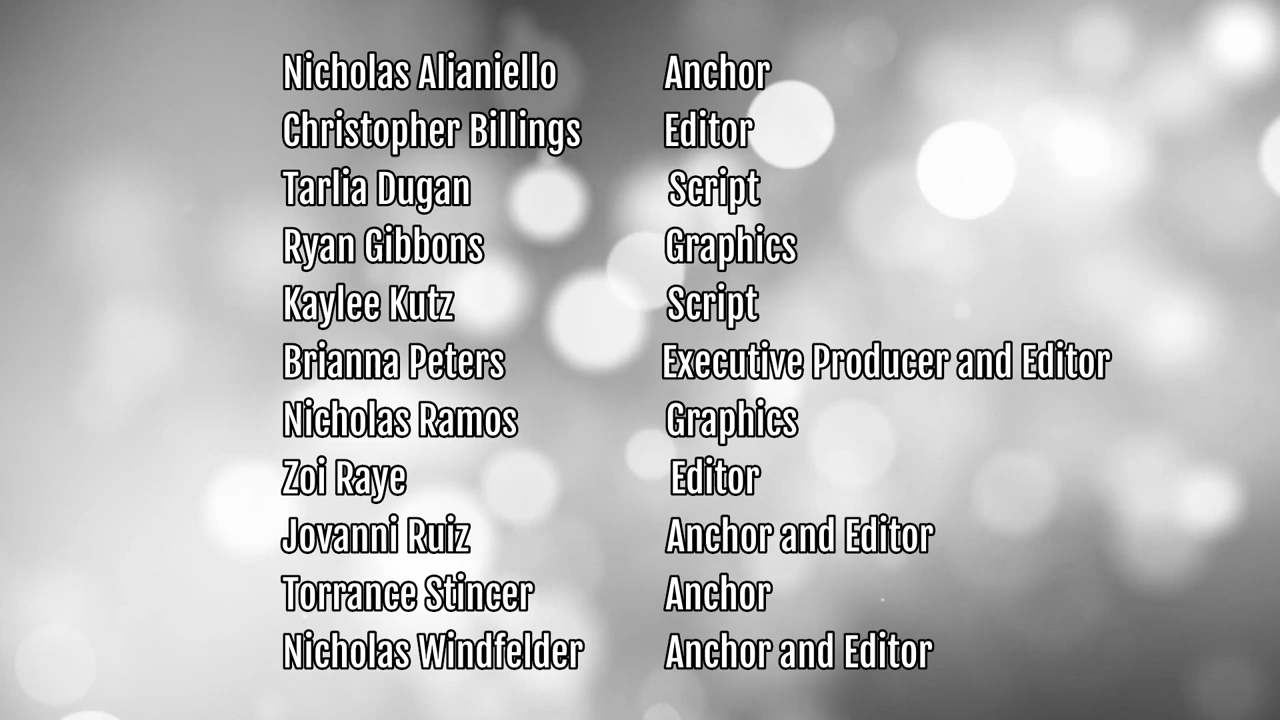 Nicholas Alianiello Anchor
Christopher Billings Editor
Tarlia Dugan Script
Ryan Gibbons Graphics
Kaylee Kutz Script
Brianna Peters Executive Producer and Editor
Nicholas Ramos Graphics
Zoi Raye Editor
Jovanni Ruiz Anchor and Editor
Torrance Stincer Anchor
Nicholas Windfelder Anchor and Editor